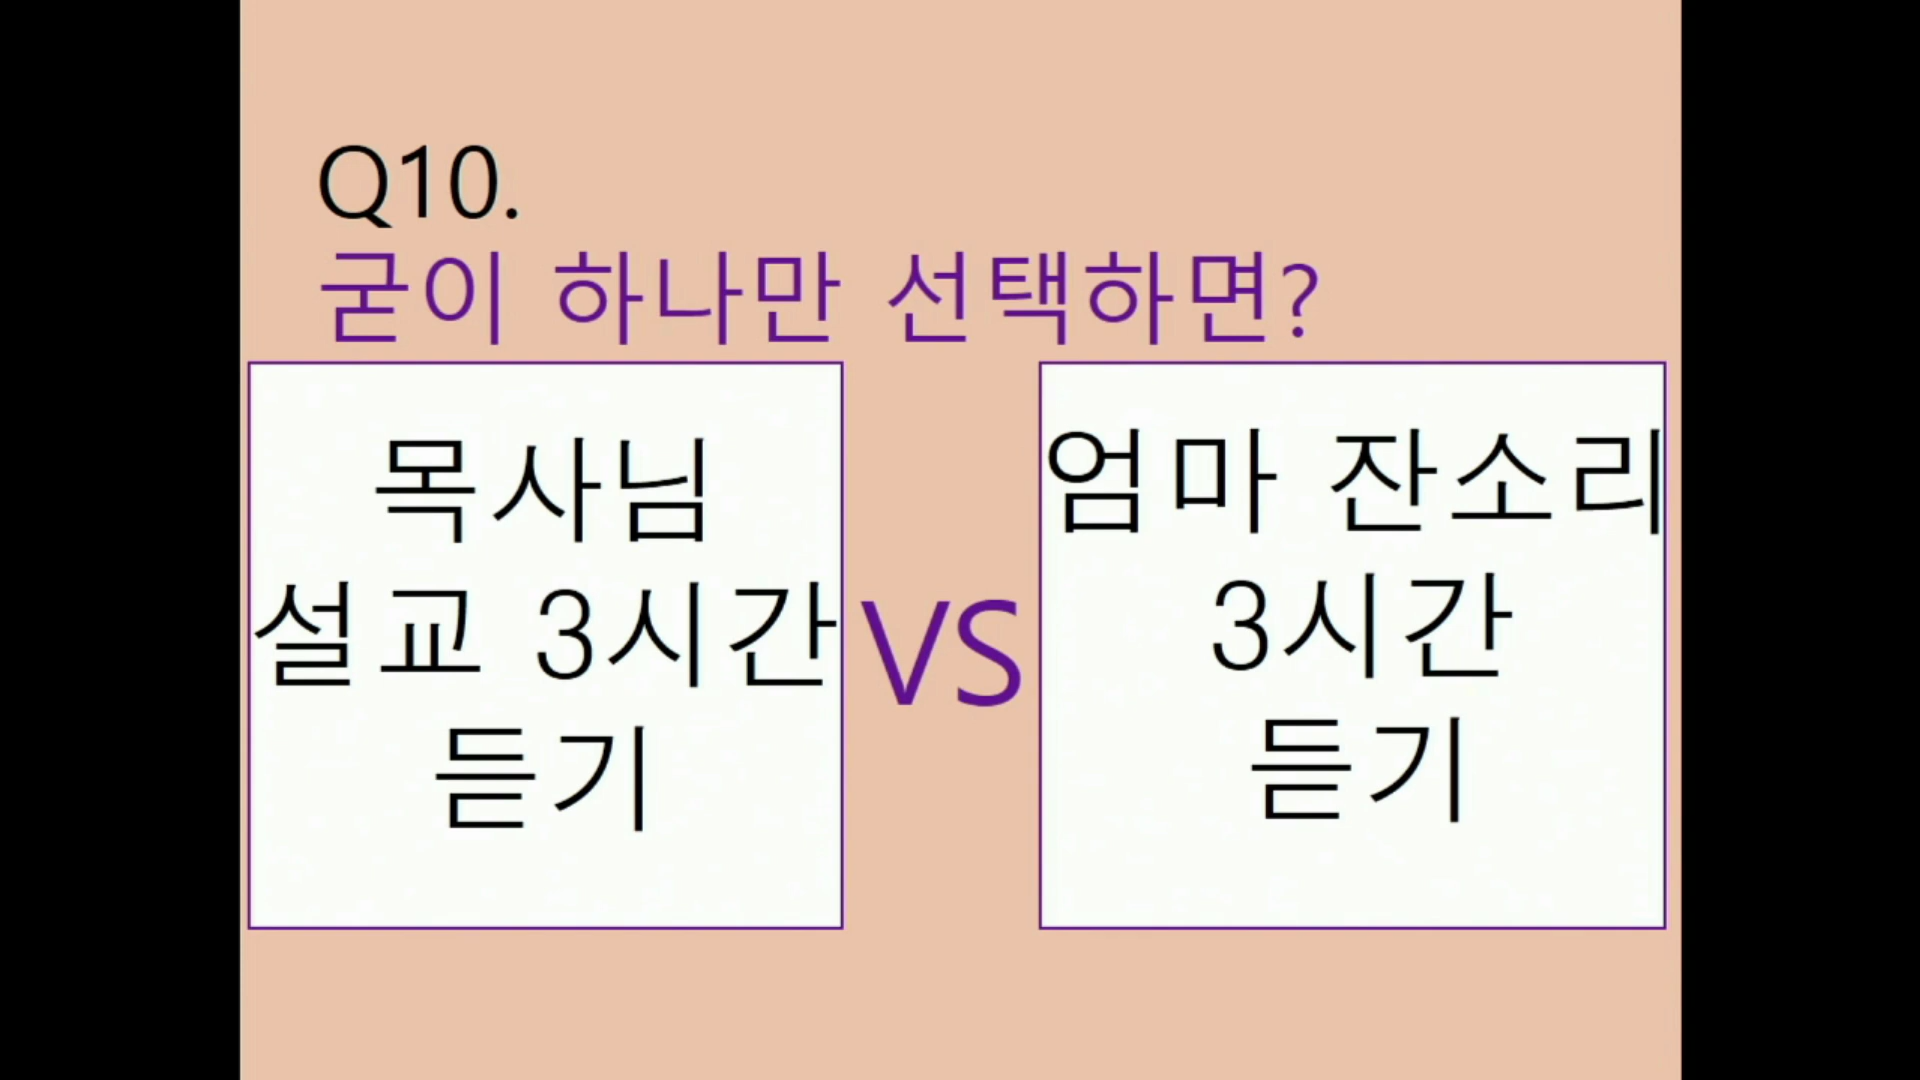 Q10.
굳이 하나만 선택하면?
목사님
설교 3시간
듣기
VS
엄마 잔소리
3시간
듣기